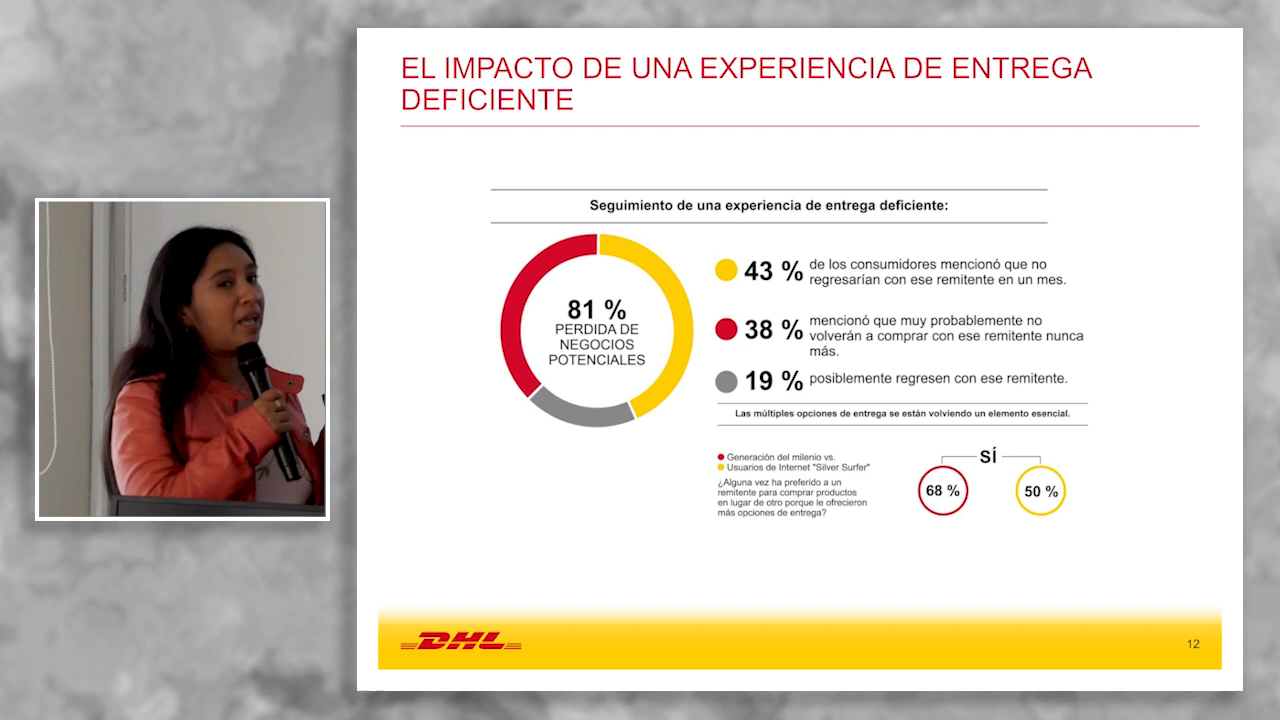 EL IMPACTO DE UNA EXPERIENCIA DE ENTREGA
DEFICIENTE
Seguimiento de una experiencia de entrega deficiente:
81 %
PERDIDA DE
NEGOCIOS
POTENCIALES
43 %
de los consumidores mencionó que no
regresarían con ese remitente en un mes.
38 %
mencionó que muy probablemente no
volverán a comprar con ese remitente nunca
más.
19 %
posiblemente regresen con ese remitente.
Las múltiples opciones de entrega se están volviendo un elemento esencial.
Generación del milenio vs.
Usuarios de Internet "Silver Surfer"
¿Alguna vez ha preferido a un
remitente para comprar productos
en lugar de otro porque le ofrecieron
más opciones de entrega?
SÍ
68 %
50 %
DHL
12